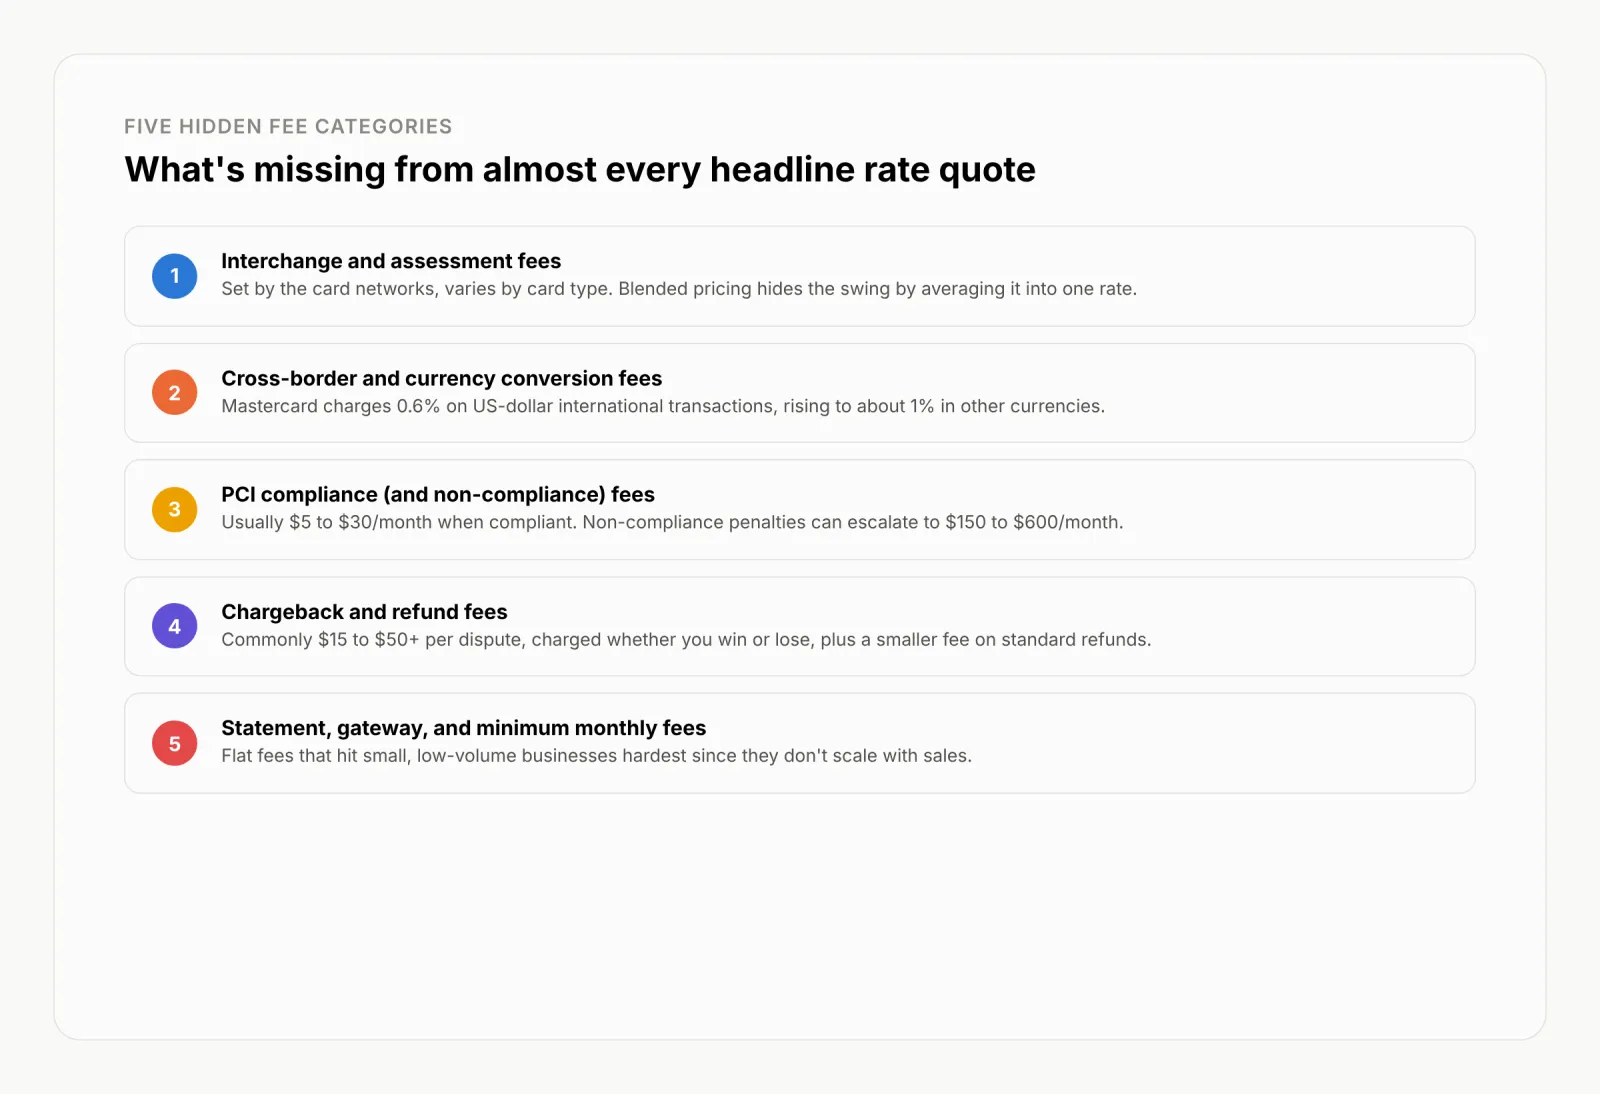 FIVE HIDDEN FEE CATEGORIES
What's missing from almost every headline rate quote
1
Interchange and assessment fees
Set by the card networks, varies by card type. Blended pricing hides the swing by averaging it into one rate.
2
Cross-border and currency conversion fees
Mastercard charges 0.6% on US-dollar international transactions, rising to about 1% in other currencies.
3
PCI compliance (and non-compliance) fees
Usually $5 to $30/month when compliant. Non-compliance penalties can escalate to $150 to $600/month.
4
Chargeback and refund fees
Commonly $15 to $50+ per dispute, charged whether you win or lose, plus a smaller fee on standard refunds.
5
Statement, gateway, and minimum monthly fees
Flat fees that hit small, low-volume businesses hardest since they don't scale with sales.